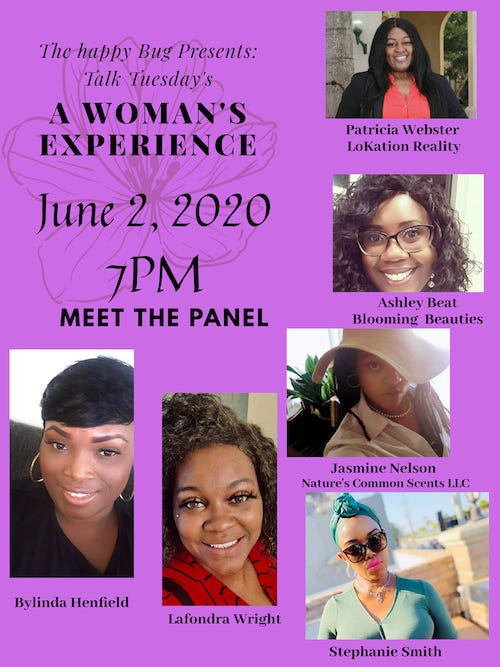 The happy Bug Presents:
Talk Tuesday's
A WOMAN'S
EXPERIENCE
June 2, 2020
7PM
MEET THE PANEL
Patricia Webster
LoKation Reality
Ashley Beat
Blooming Beauties
Jasmine Nelson
Nature's Common Scents LLC
Bylinda Henfield
Lafondra Wright
Stephanie Smith